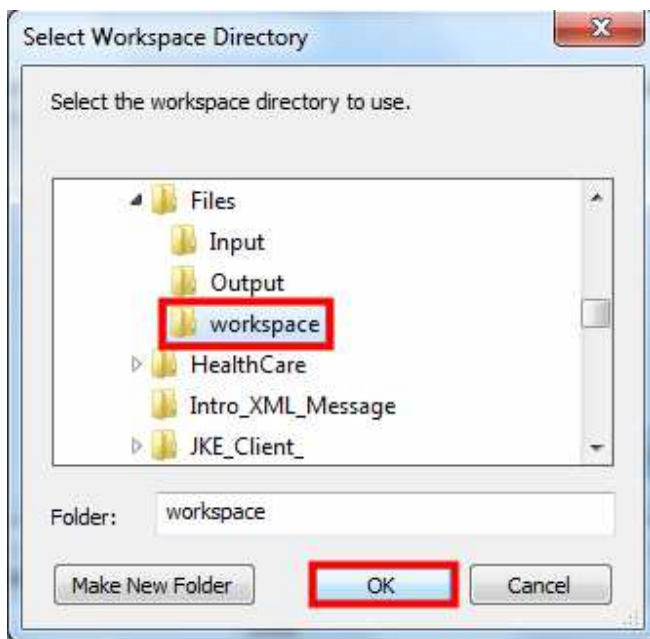 Select Workspace Directory
Select the workspace directory to use.
Files
Input
Output
workspace
HealthCare
Intro_XML_Message
JKE_Client_
Folder: workspace
Make New Folder OK Cancel